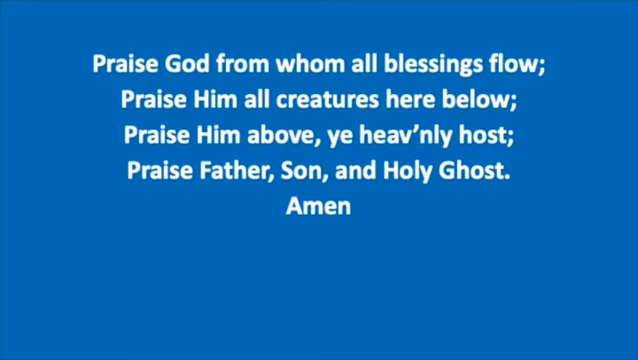 Praise God from whom all blessings flow;
Praise Him all creatures here below;
Praise Him above, ye heav’nly host;
Praise Father, Son, and Holy Ghost.
Amen